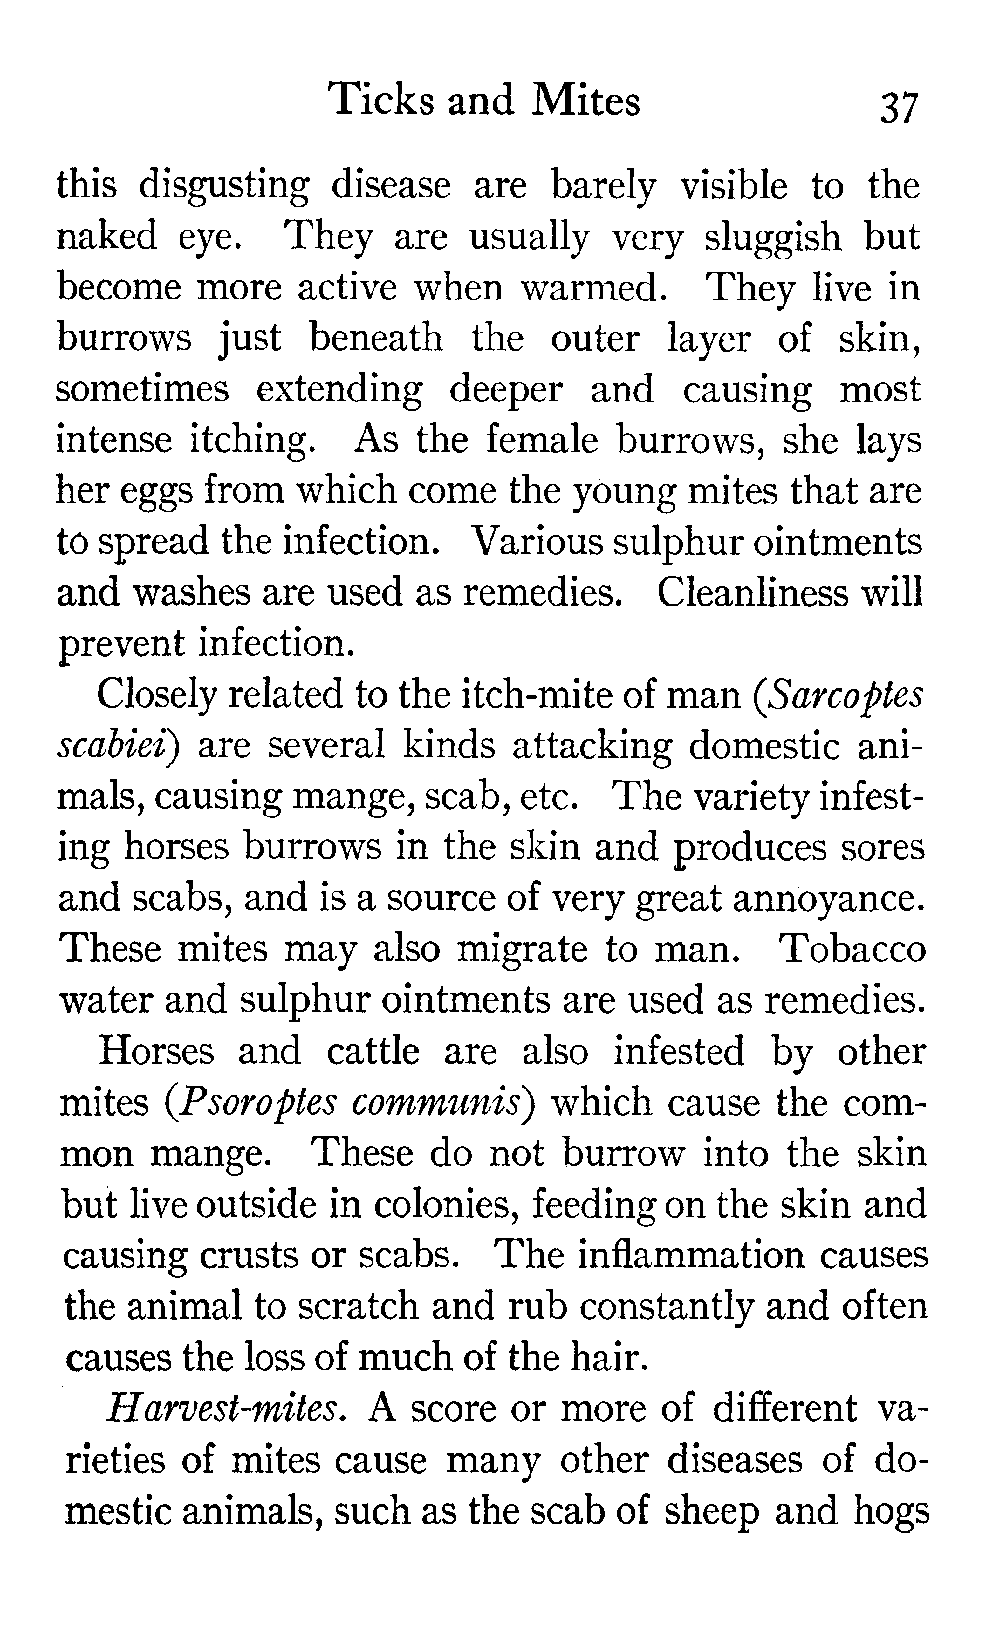 Ticks and Mites 37
this disgusting disease are barely visible to the
naked eye. They are usually very sluggish but
become more active when warmed. They live in
burrows just beneath the outer layer of skin,
sometimes extending deeper and causing most
intense itching. As the female burrows, she lays
her eggs from which come the young mites that are
to spread the infection. Various sulphur ointments
and washes are used as remedies. Cleanliness will
prevent infection.
Closely related to the itch-mite of man (Sarcoptes
scabiei) are several kinds attacking domestic ani-
mals, causing mange, scab, etc. The variety infest-
ing horses burrows in the skin and produces sores
and scabs, and is a source of very great annoyance.
These mites may also migrate to man. Tobacco
water and sulphur ointments are used as remedies.
Horses and cattle are also infested by other
mites (Psoroptes communis) which cause the com-
mon mange. These do not burrow into the skin
but live outside in colonies, feeding on the skin and
causing crusts or scabs. The inflammation causes
the animal to scratch and rub constantly and often
causes the loss of much of the hair.
Harvest-mites. A score or more of different va-
rieties of mites cause many other diseases of do-
mestic animals, such as the scab of sheep and hogs